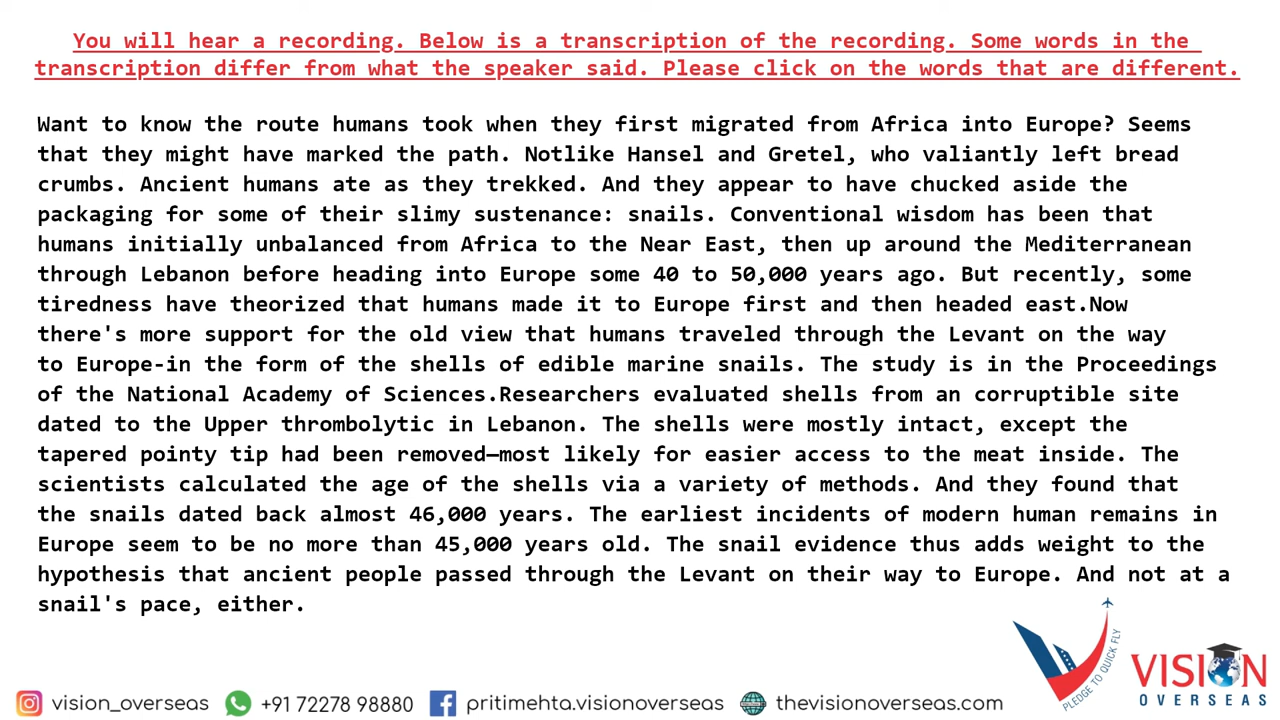 You will hear a recording. Below is a transcription of the recording. Some words in the
transcription differ from what the speaker said. Please click on the words that are different.
Want to know the route humans took when they first migrated from Africa into Europe? Seems
that they might have marked the path. Notlike Hansel and Gretel, who valiantly left bread
crumbs. Ancient humans ate as they trekked. And they appear to have chucked aside the
packaging for some of their slimy sustenance: snails. Conventional wisdom has been that
humans initially unbalanced from Africa to the Near East, then up around the Mediterranean
through Lebanon before heading into Europe some 40 to 50,000 years ago. But recently, some
tiredness have theorized that humans made it to Europe first and then headed east.Now
there's more support for the old view that humans traveled through the Levant on the way
to Europe-in the form of the shells of edible marine snails. The study is in the Proceedings
of the National Academy of Sciences.Researchers evaluated shells from an corruptible site
dated to the Upper thrombolytic in Lebanon. The shells were mostly intact, except the
tapered pointy tip had been removed—most likely for easier access to the meat inside. The
scientists calculated the age of the shells via a variety of methods. And they found that
the snails dated back almost 46,000 years. The earliest incidents of modern human remains in
Europe seem to be no more than 45,000 years old. The snail evidence thus adds weight to the
hypothesis that ancient people passed through the Levant on their way to Europe. And not at a
snail's pace, either.
PLEDGE TO QUICK FLY
VISION
OVERSEAS
vision_overseas +91 72278 98880 pritimehta.visionoverseas thevisionoverseas.com